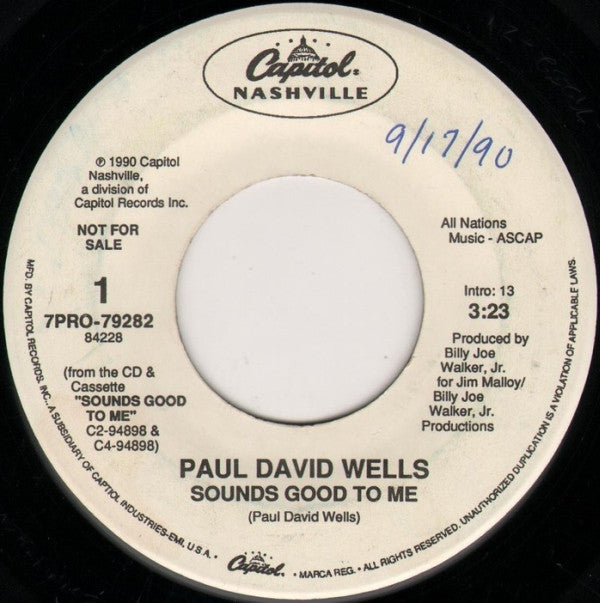 Capitol®
NASHVILLE
9/17/90
℗ 1990 Capitol
Nashville,
a division of
Capitol Records Inc.
NOT FOR
SALE
1
7PRO-79282
84228
(from the CD &
Cassette
"SOUNDS GOOD
TO ME"
C2-94898 &
C4-94898)
All Nations
Music - ASCAP
Intro: 13
3:23
Produced by
Billy Joe
Walker, Jr.
for Jim Malloy/
Billy Joe
Walker, Jr.
Productions
PAUL DAVID WELLS
SOUNDS GOOD TO ME
(Paul David Wells)
MFD. BY CAPITOL RECORDS, INC., A SUBSIDIARY OF CAPITOL INDUSTRIES-EMI, U.S.A. • Capitol® • MARCA REG. • ALL RIGHTS RESERVED. UNAUTHORIZED DUPLICATION IS A VIOLATION OF APPLICABLE LAWS.